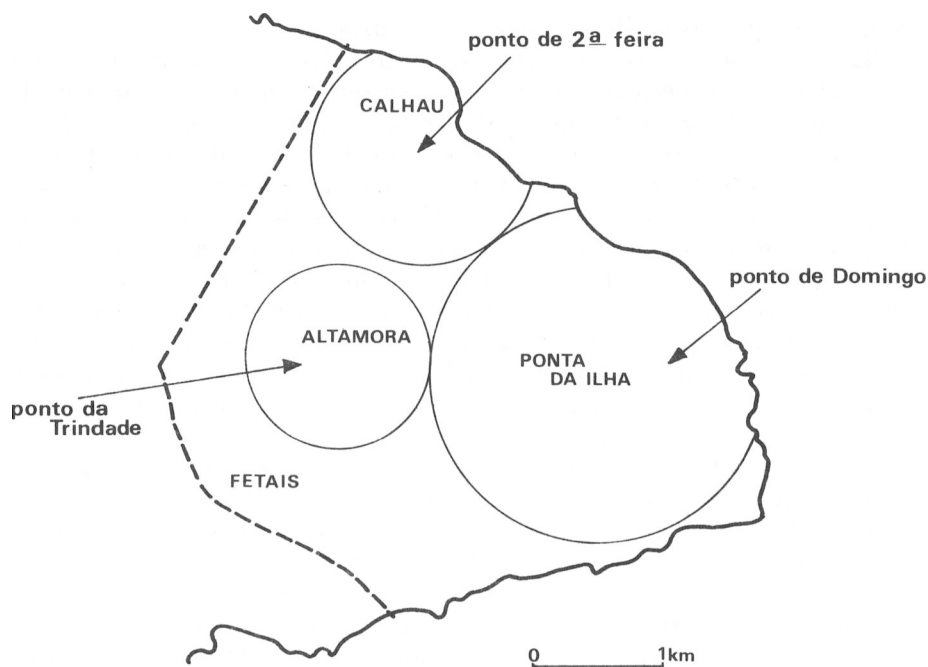 ponto de 2ª feira
CALHAU
ponto de Domingo
ALTAMORA
PONTA
DA ILHA
ponto da
Trindade
FETAIS
0 1km